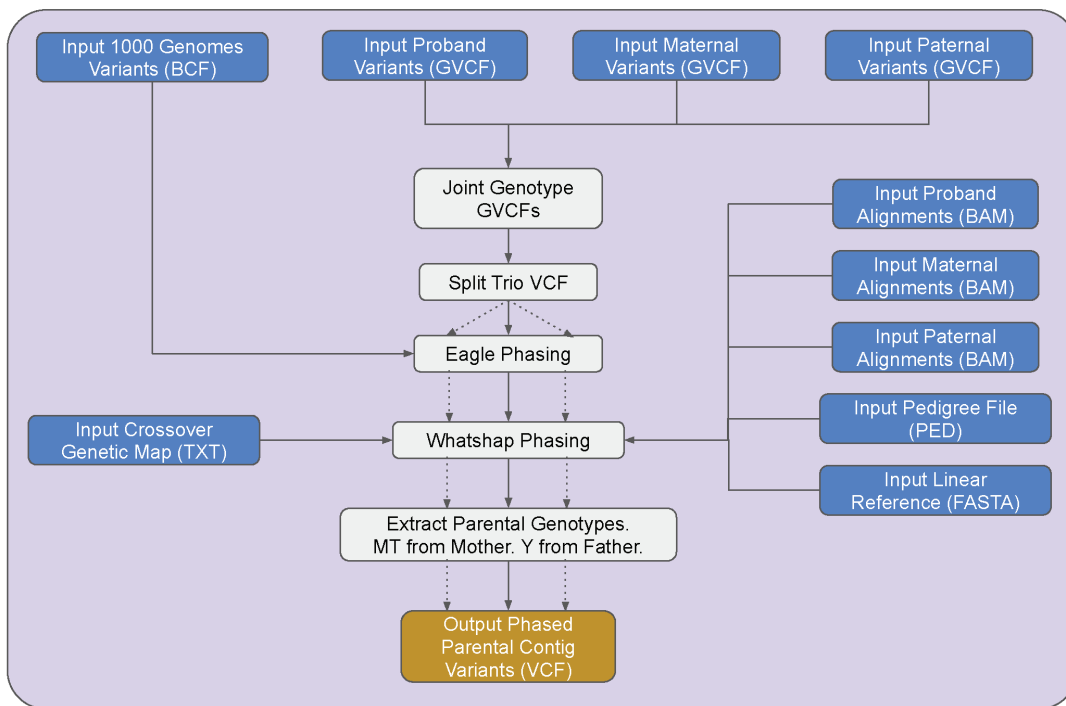 Input 1000 Genomes
Variants (BCF)
Input Proband
Variants (GVCF)
Input Maternal
Variants (GVCF)
Input Paternal
Variants (GVCF)
Joint Genotype
GVCFs
Input Proband
Alignments (BAM)
Split Trio VCF
Input Maternal
Alignments (BAM)
Eagle Phasing
Input Paternal
Alignments (BAM)
Input Crossover
Genetic Map (TXT)
Whatshap Phasing
Input Pedigree File
(PED)
Input Linear
Reference (FASTA)
Extract Parental Genotypes.
MT from Mother. Y from Father.
Output Phased
Parental Contig
Variants (VCF)